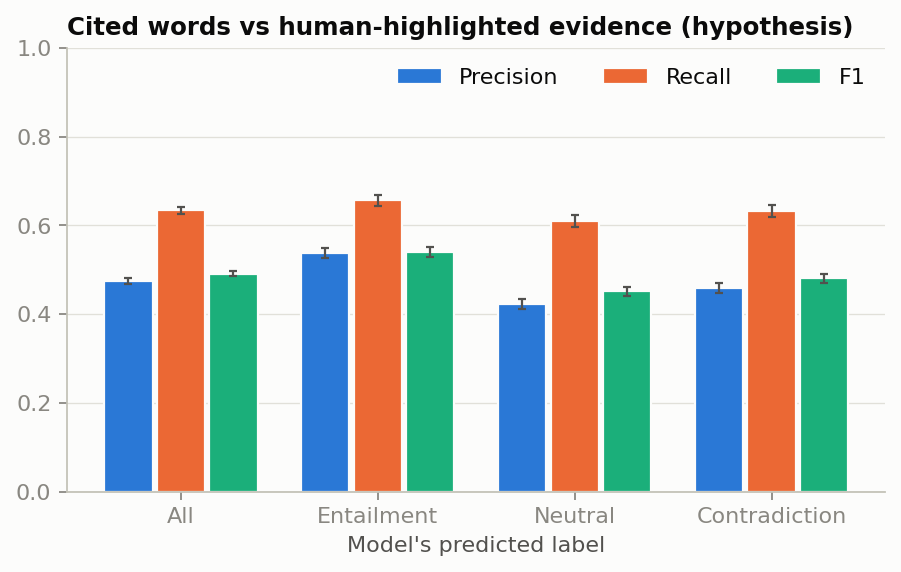 Cited words vs human-highlighted evidence (hypothesis)
Precision Recall F1
1.0
0.8
0.6
0.4
0.2
0.0
All Entailment Neutral Contradiction
Model's predicted label